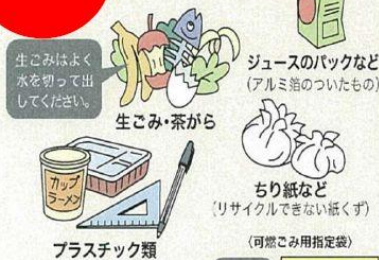 生ごみはよく
水を切って出
してください。
生ごみ・茶がら
ジュースのパックなど
(アルミ箔のついたもの)
カップ
ラーメン
プラスチック類
ちり紙など
(リサイクルできない紙くず)
〈可燃ごみ用指定袋〉